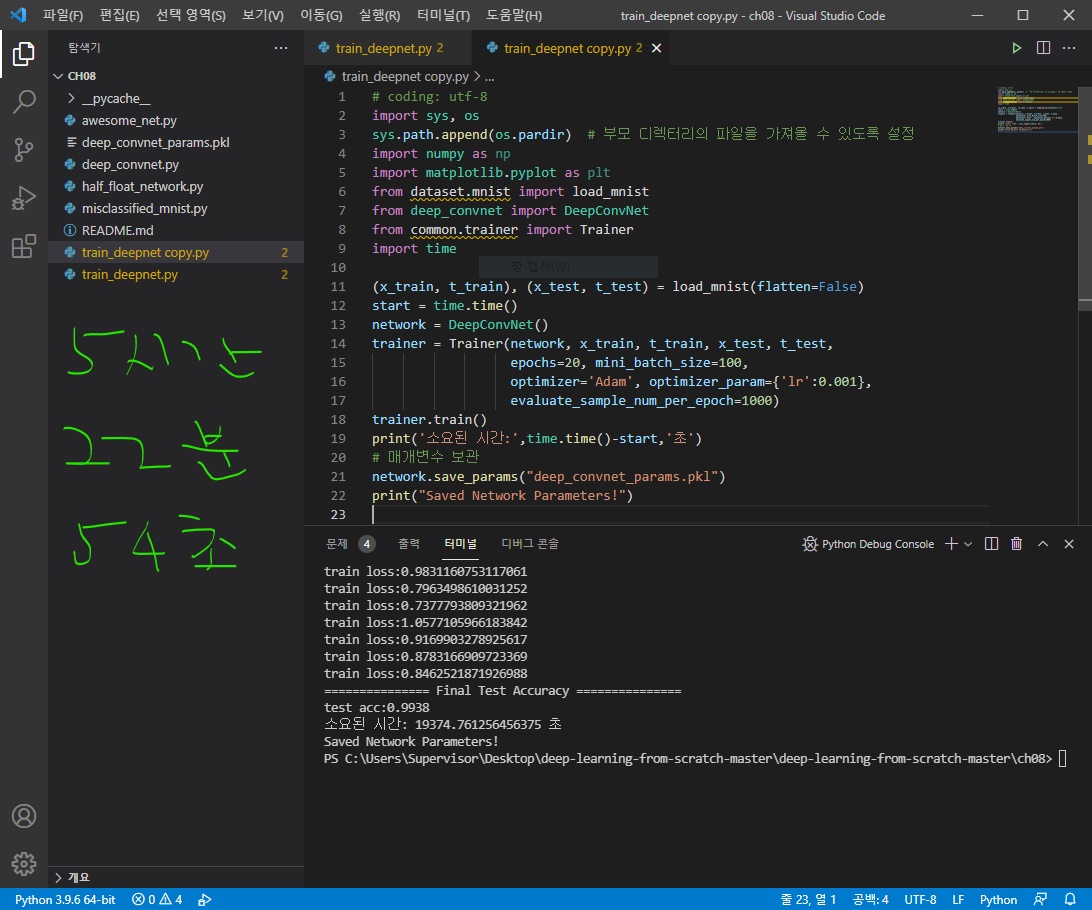 파일(F) 편집(E) 선택 영역(S) 보기(V) 이동(G) 실행(R) 터미널(T) 도움말(H) train_deepnet copy.py - ch08 - Visual Studio Code
탐색기
train_deepnet.py 2 train_deepnet copy.py 2
CH08
train_deepnet copy.py > ...
__pycache__
awesome_net.py
deep_convnet_params.pkl
deep_convnet.py
half_float_network.py
misclassified_mnist.py
README.md
train_deepnet copy.py 2
train_deepnet.py 2
5시간
22분
54초
개요
1 # coding: utf-8
2 import sys, os
3 sys.path.append(os.pardir) # 부모 디렉터리의 파일을 가져올 수 있도록 설정
4 import numpy as np
5 import matplotlib.pyplot as plt
6 from dataset.mnist import load_mnist
7 from deep_convnet import DeepConvNet
8 from common.trainer import Trainer
9 import time
10
창 캡처(W)
11 (x_train, t_train), (x_test, t_test) = load_mnist(flatten=False)
12 start = time.time()
13 network = DeepConvNet()
14 trainer = Trainer(network, x_train, t_train, x_test, t_test,
15 epochs=20, mini_batch_size=100,
16 optimizer='Adam', optimizer_param={'lr':0.001},
17 evaluate_sample_num_per_epoch=1000)
18 trainer.train()
19 print('소요된 시간:',time.time()-start,'초')
20 # 매개변수 보관
21 network.save_params("deep_convnet_params.pkl")
22 print("Saved Network Parameters!")
23
문제 4 출력 터미널 디버그 콘솔 Python Debug Console
train loss:0.9831160753117061
train loss:0.7963498610031252
train loss:0.7377793809321962
train loss:1.0577105966183842
train loss:0.9169903278925617
train loss:0.8783166909723369
train loss:0.8462521871926988
=============== Final Test Accuracy ===============
test acc:0.9938
소요된 시간: 19374.761256456375 초
Saved Network Parameters!
PS C:\Users\Supervisor\Desktop\deep-learning-from-scratch-master\deep-learning-from-scratch-master\ch08>
Python 3.9.6 64-bit 0 4 줄 23, 열 1 공백: 4 UTF-8 LF Python